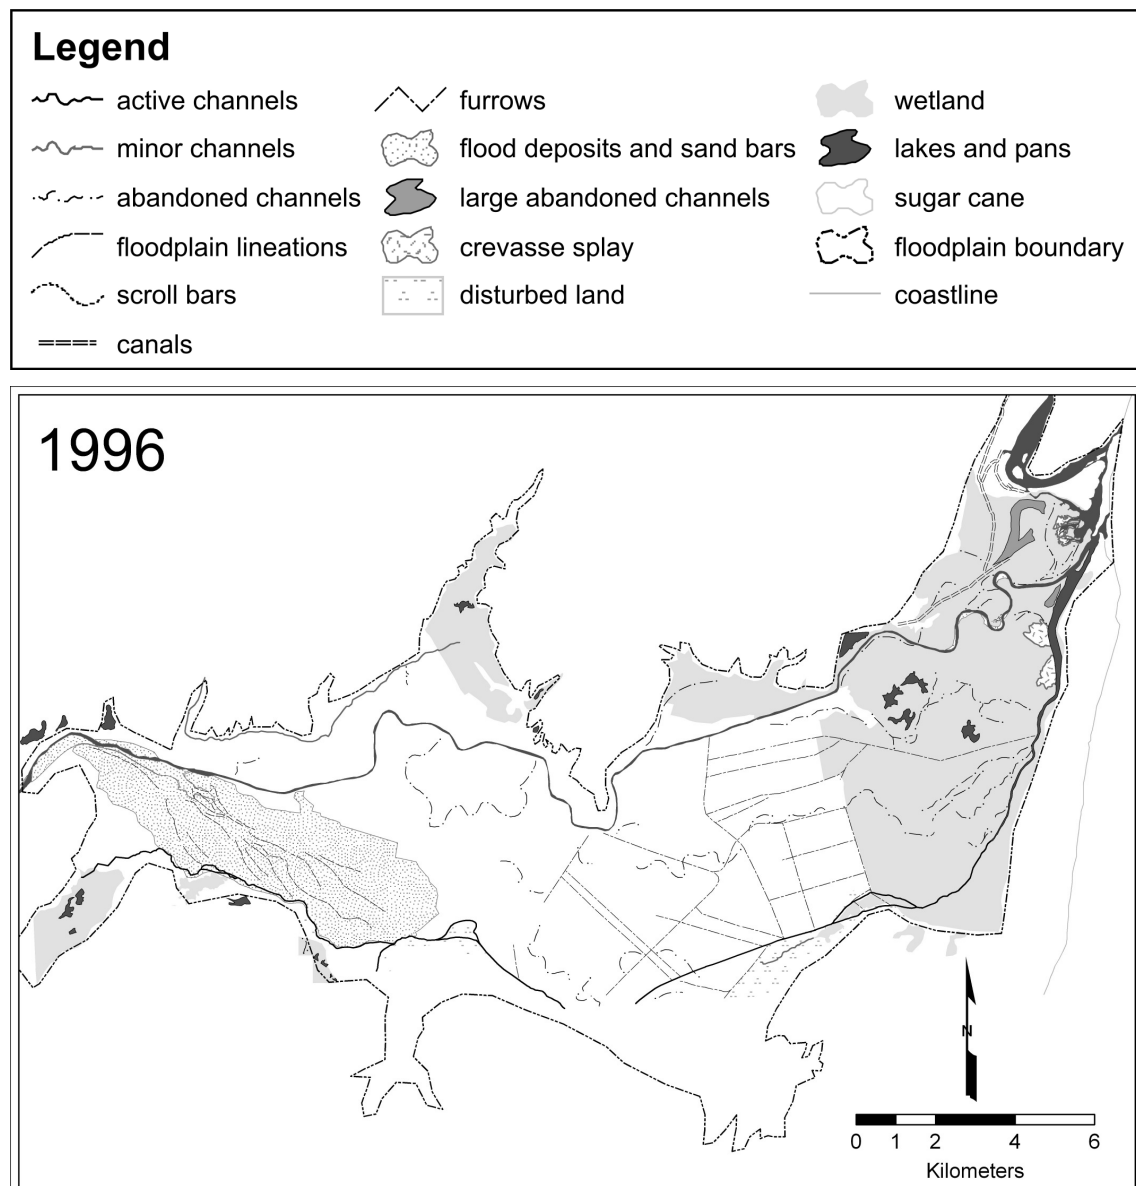 Legend
active channels
minor channels
abandoned channels
floodplain lineations
scroll bars
canals
furrows
flood deposits and sand bars
large abandoned channels
crevasse splay
disturbed land
wetland
lakes and pans
sugar cane
floodplain boundary
coastline
1996
N
0 1 2 4 6
Kilometers